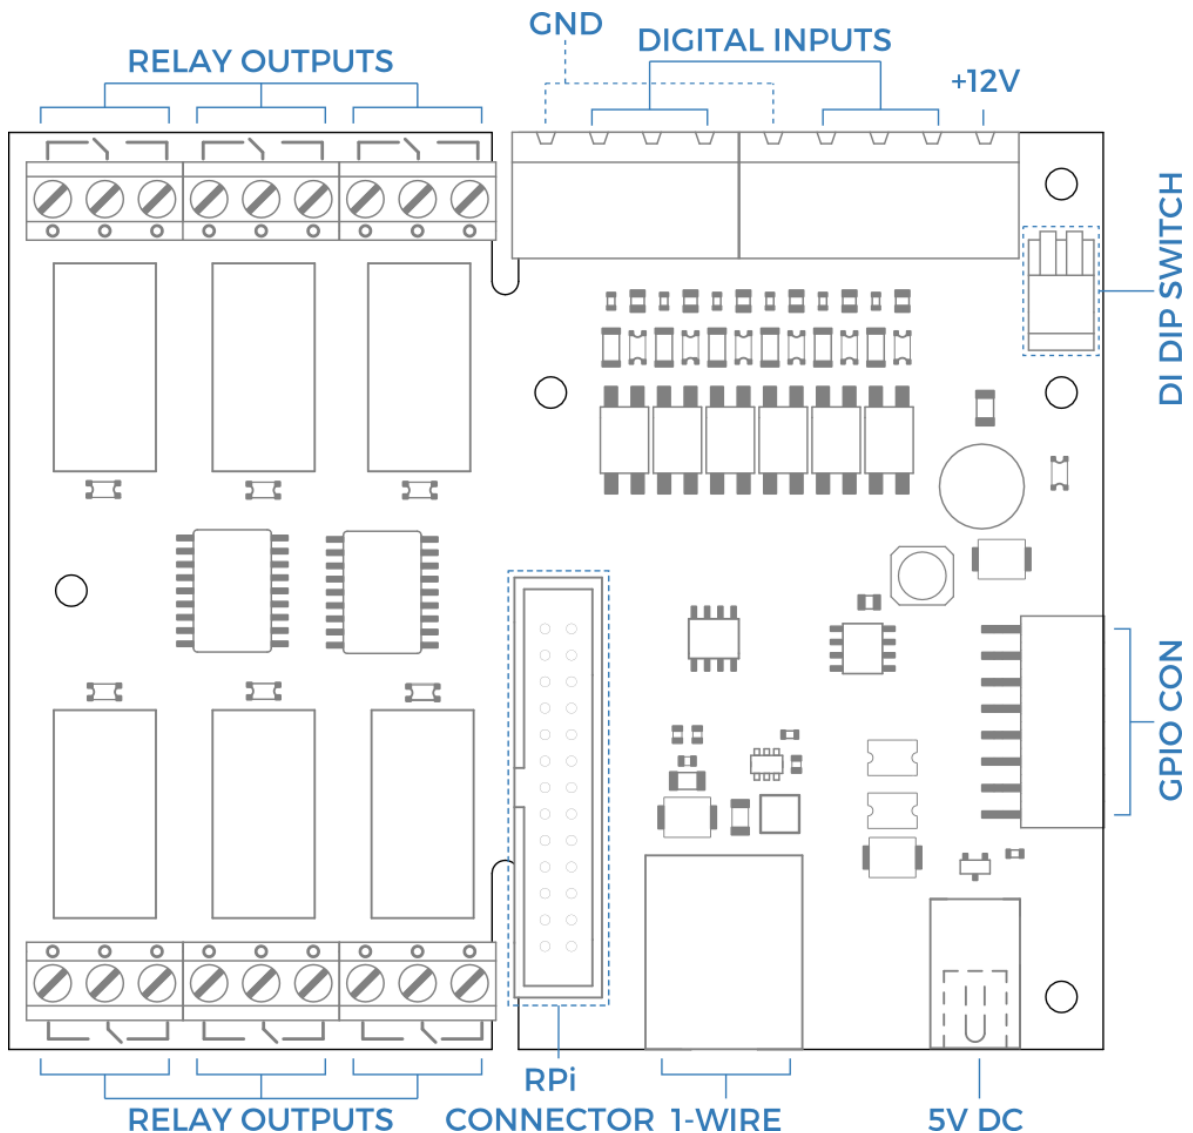 GND
RELAY OUTPUTS
DIGITAL INPUTS
+12V
DI DIP SWITCH
GPIO CON
RPi
CONNECTOR
1-WIRE
5V DC
RELAY OUTPUTS